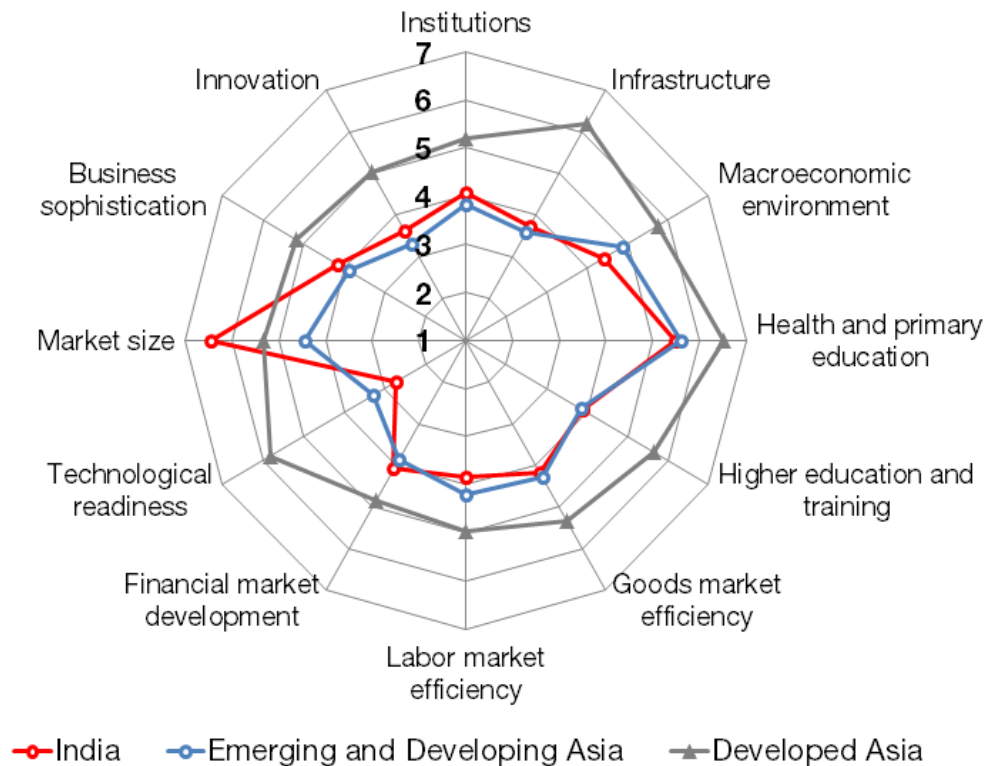 Institutions
7
Innovation
Infrastructure
6
5
Business
sophistication
Macroeconomic
environment
4
3
2
Market size
1
Health and primary
education
Technological
readiness
Higher education and
training
Financial market
development
Goods market
efficiency
Labor market
efficiency
India
Emerging and Developing Asia
Developed Asia